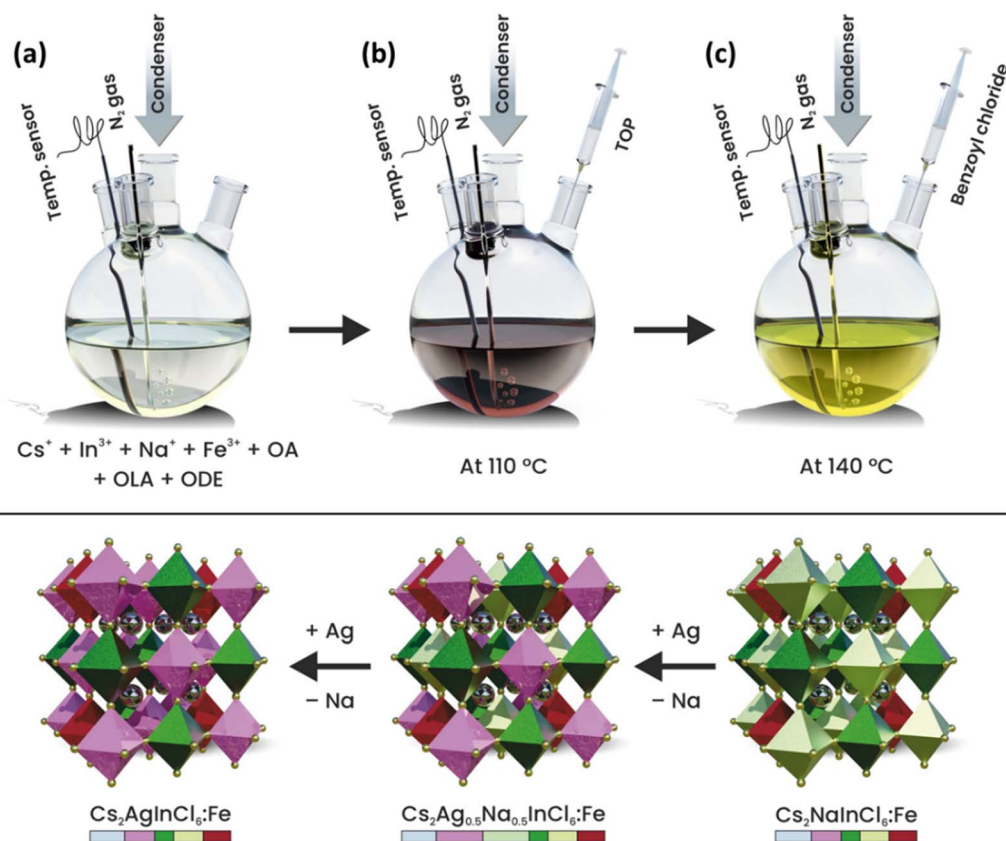 (a)
Temp. sensor
N₂ gas
Condenser
(b)
Temp. sensor
N₂ gas
Condenser
TOP
(c)
Temp. sensor
N₂ gas
Condenser
Benzoyl chloride
Cs⁺ + In³⁺ + Na⁺ + Fe³⁺ + OA
+ OLA + ODE
At 110 °C
At 140 °C
+ Ag
– Na
+ Ag
– Na
Cs₂AgInCl₆:Fe
Cs₂Ag₀.₅Na₀.₅InCl₆:Fe
Cs₂NaInCl₆:Fe